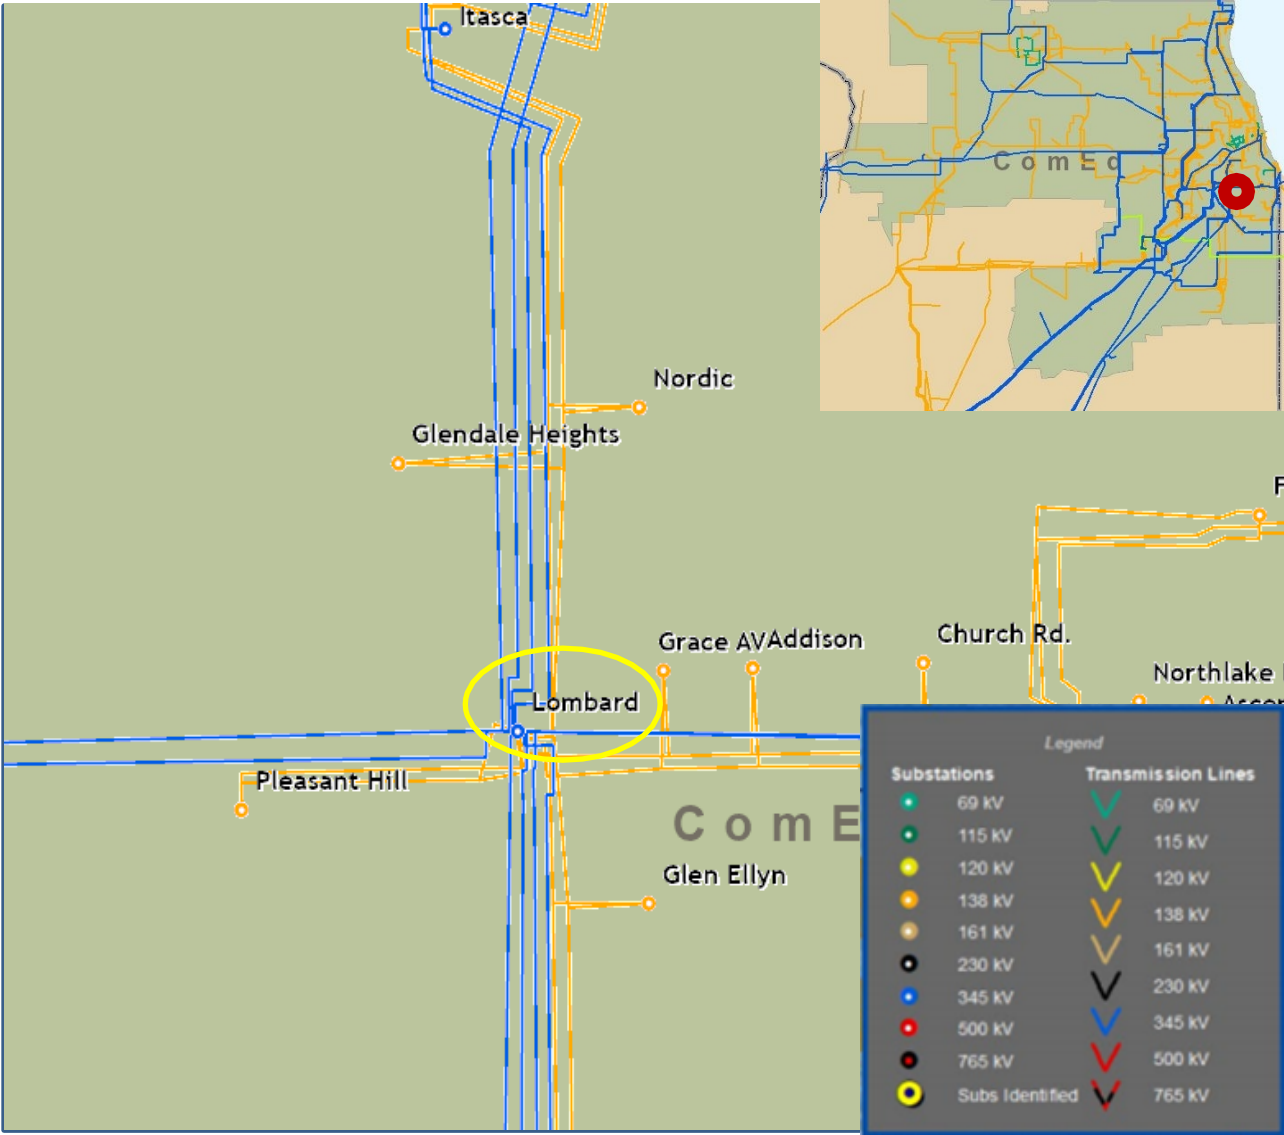 Itasca
ComEd
Nordic
Glendale Heights
F
Grace AV Addison
Church Rd.
Northlake
Lombard
Pleasant Hill
ComE
Glen Ellyn
Legend
Substations Transmission Lines
69 kV 69 kV
115 kV 115 kV
120 kV 120 kV
138 kV 138 kV
161 kV 161 kV
230 kV 230 kV
345 kV 345 kV
500 kV 500 kV
765 kV 765 kV
Subs Identified